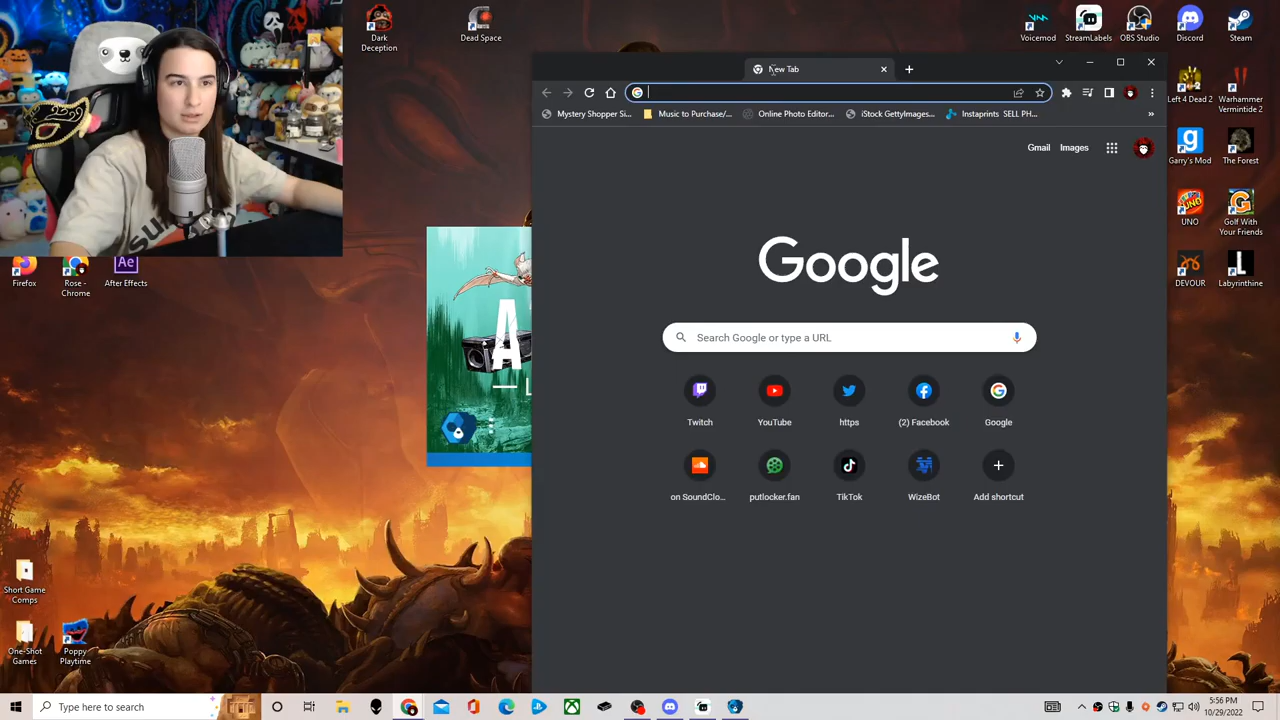 Dark
Deception
Dead Space
Voicemod
StreamLabels
OBS Studio
Discord
Steam
New Tab
Mystery Shopper Si...
Music to Purchase/...
Online Photo Editor...
iStock GettyImages...
Instaprints SELL PH...
»
Left 4 Dead 2
Warhammer
Vermintide 2
Gmail
Images
Garry's Mod
The Forest
UNO
Golf With
Your Friends
Google
Firefox
Rose -
Chrome
Ae
After Effects
DEVOUR
Labyrinthine
Search Google or type a URL
Twitch
YouTube
https
(2) Facebook
Google
on SoundClo...
putlocker.fan
TikTok
WizeBot
Add shortcut
Short Game
Comps
One-Shot
Games
Poppy
Playtime
Type here to search
5:56 PM
10/29/2022